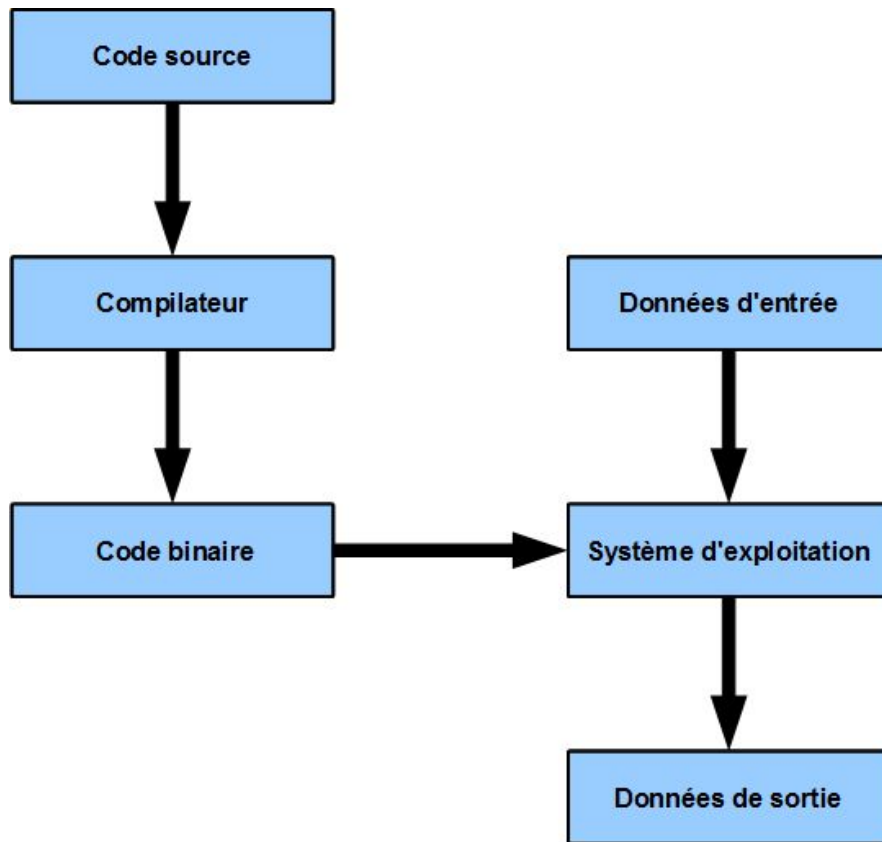 Code source
Compilateur
Données d'entrée
Code binaire
Système d'exploitation
Données de sortie